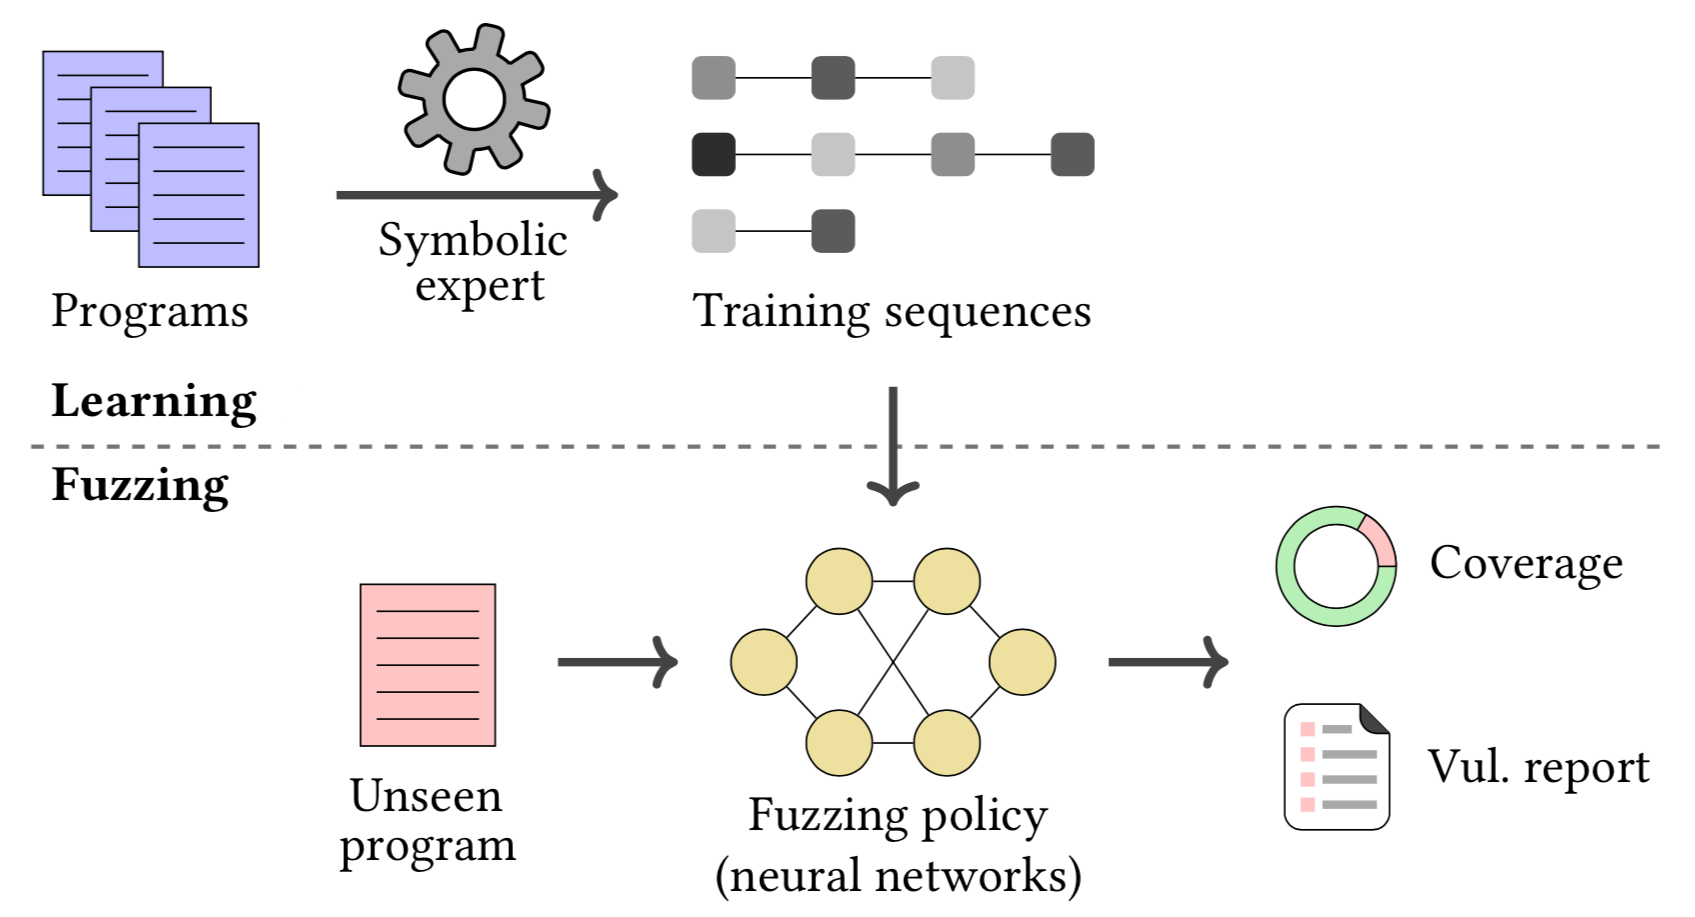 Symbolic
expert
Programs
Training sequences
Learning
Fuzzing
Coverage
Vul. report
Unseen
program
Fuzzing policy
(neural networks)